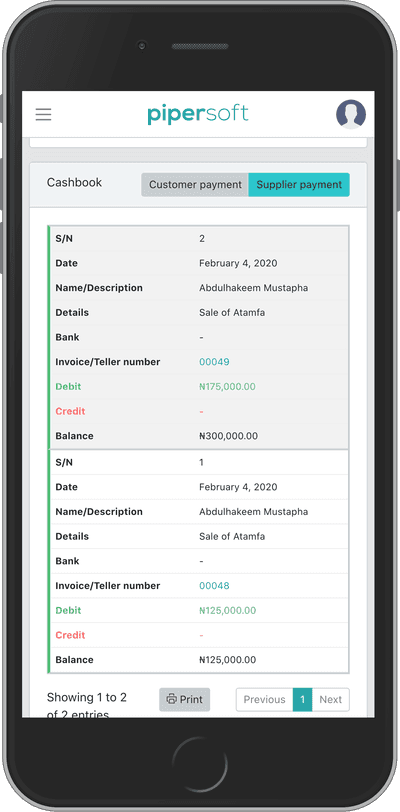 pipersoft
Cashbook
Customer payment Supplier payment
S/N 2
Date February 4, 2020
Name/Description Abdulhakeem Mustapha
Details Sale of Atamfa
Bank -
Invoice/Teller number 00049
Debit ₦175,000.00
Credit -
Balance ₦300,000.00
S/N 1
Date February 4, 2020
Name/Description Abdulhakeem Mustapha
Details Sale of Atamfa
Bank -
Invoice/Teller number 00048
Debit ₦125,000.00
Credit -
Balance ₦125,000.00
Showing 1 to 2
of 2 entries
Print
Previous 1 Next